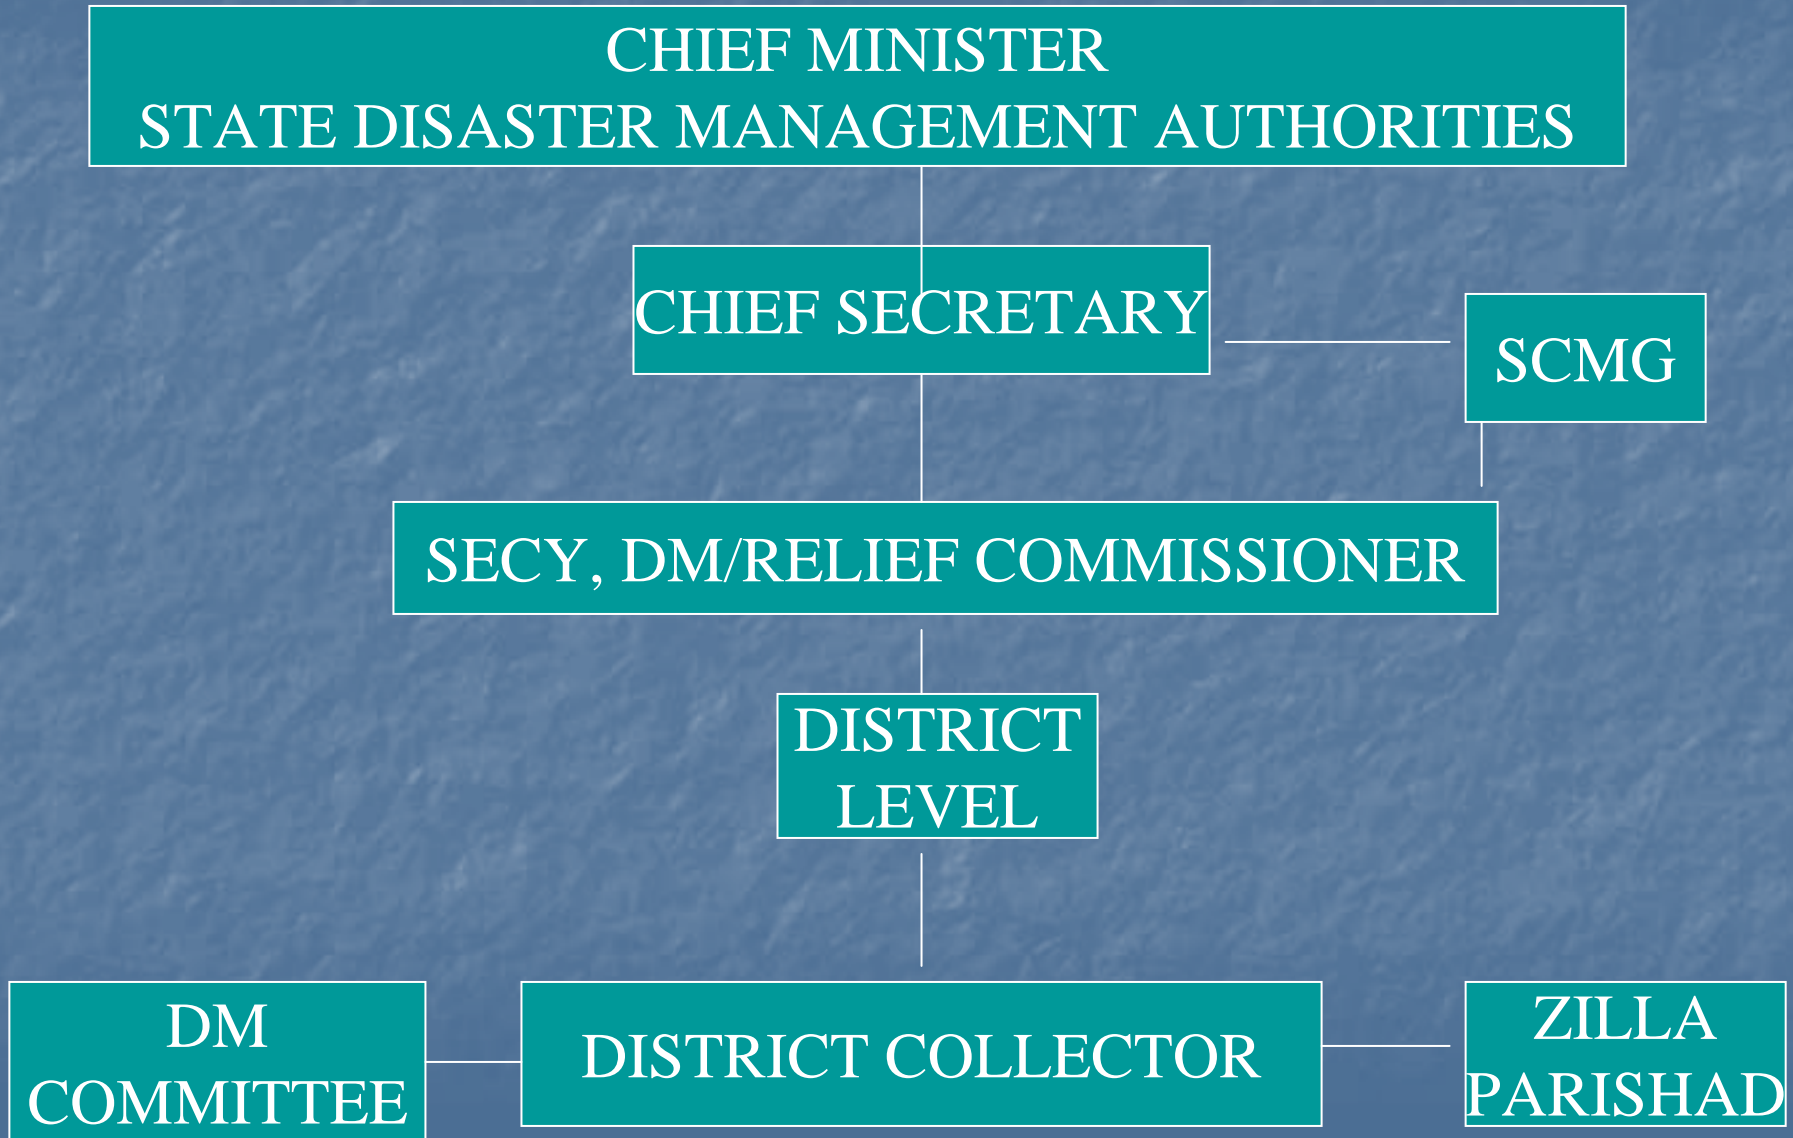 CHIEF MINISTER
STATE DISASTER MANAGEMENT AUTHORITIES
CHIEF SECRETARY
SCMG
SECY, DM/RELIEF COMMISSIONER
DISTRICT
LEVEL
DM
COMMITTEE
DISTRICT COLLECTOR
ZILLA
PARISHAD